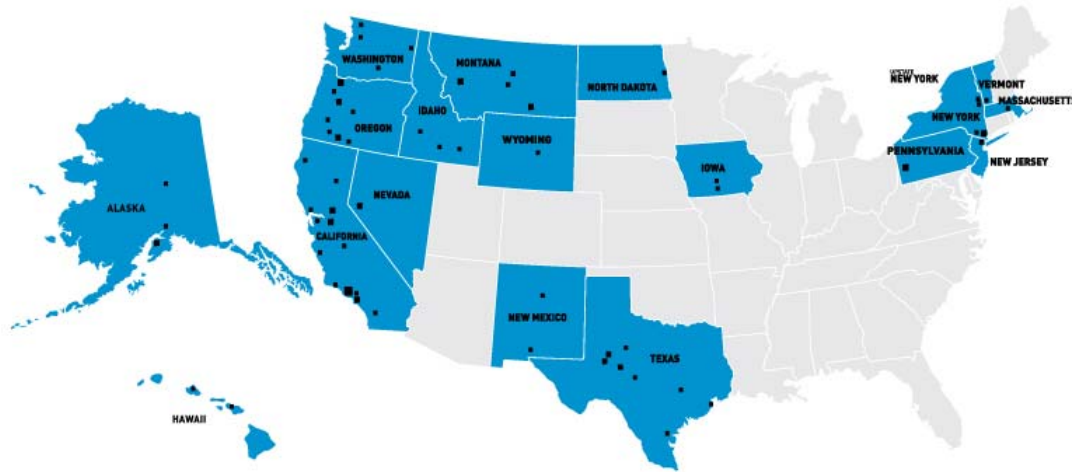 WASHINGTON
MONTANA
NORTH DAKOTA
UPSTATE
NEW YORK
VERMONT
MASSACHUSETTS
IDAHO
OREGON
WYOMING
NEW YORK
PENNSYLVANIA
NEW JERSEY
IOWA
NEVADA
ALASKA
CALIFORNIA
NEW MEXICO
TEXAS
HAWAII